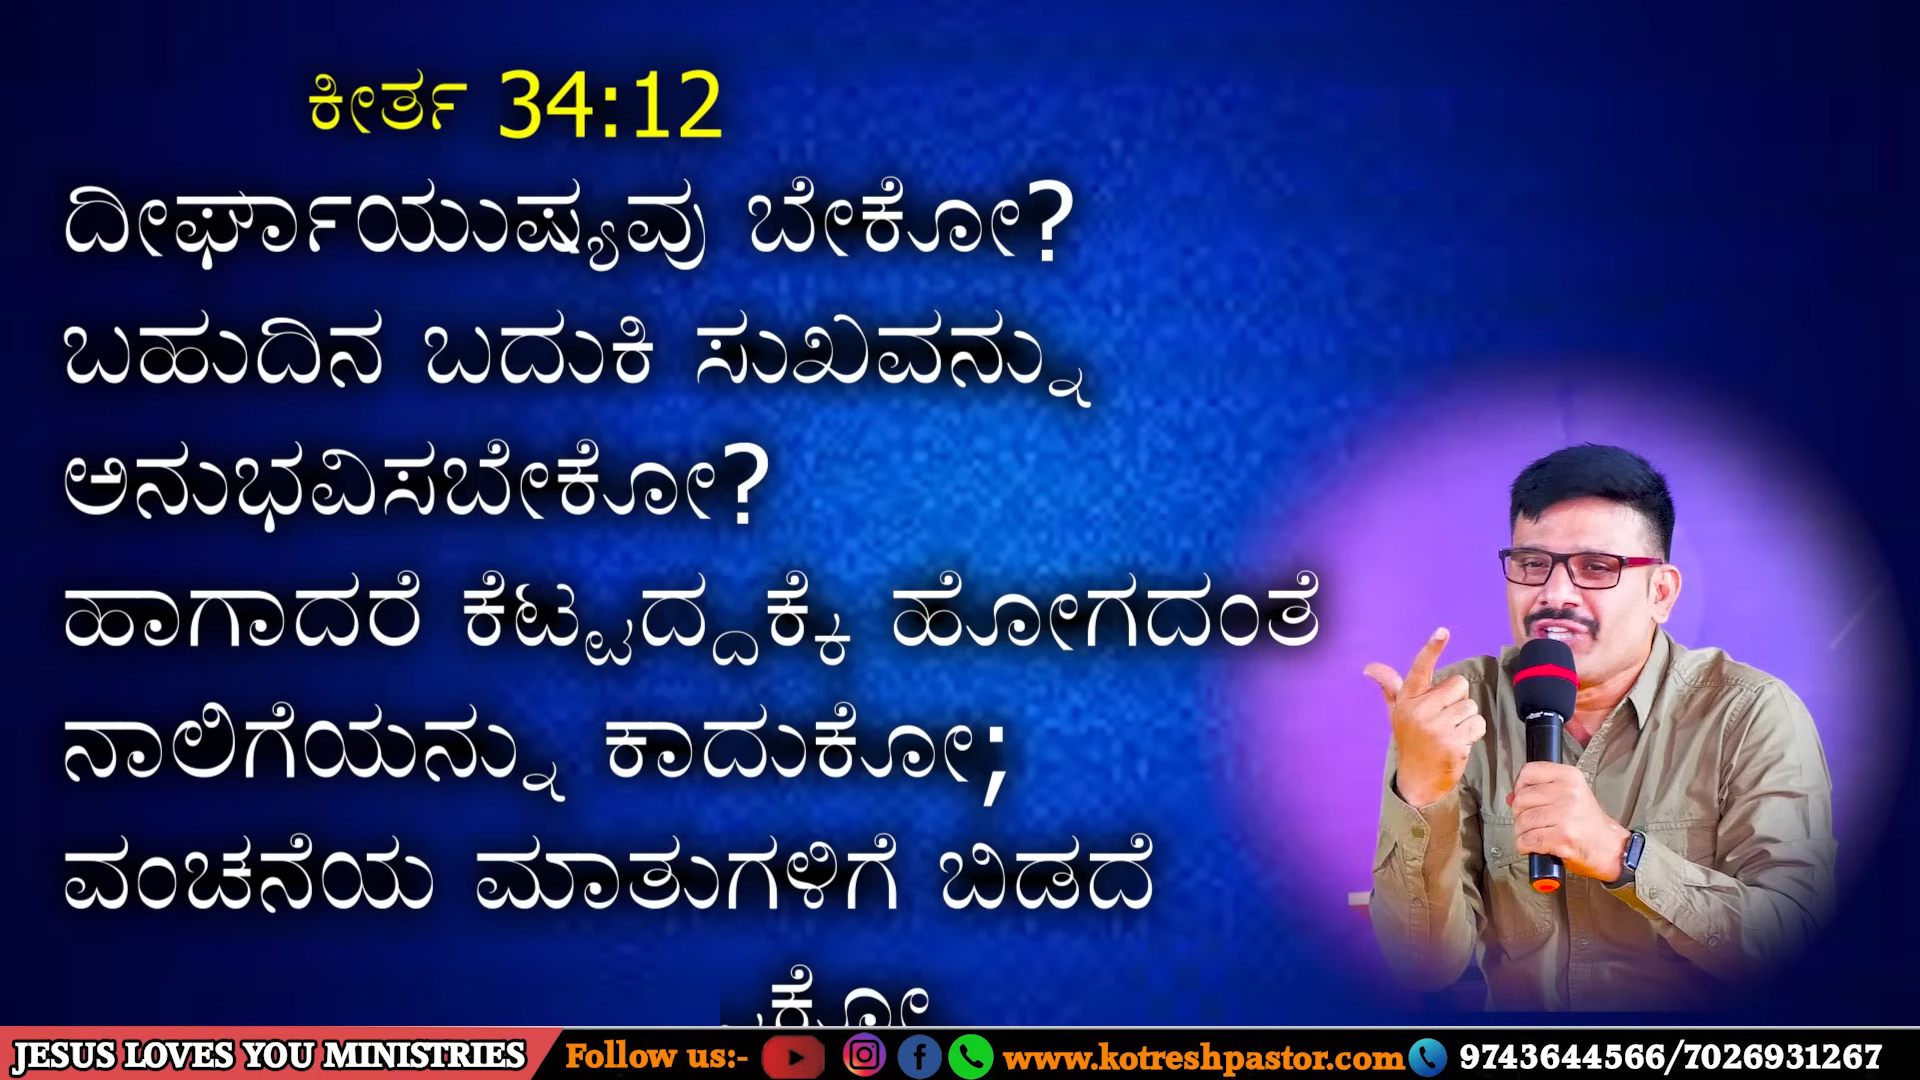 ಕೀರ್ತ 34:12
ದೀರ್ಘಾಯುಷ್ಯವು ಬೇಕೋ?
ಬಹುದಿನ ಬದುಕಿ ಸುಖವನ್ನು
ಅನುಭವಿಸಬೇಕೋ?
ಹಾಗಾದರೆ ಕೆಟ್ಟದ್ದಕ್ಕೆ ಹೋಗದಂತೆ
ನಾಲಿಗೆಯನ್ನು ಕಾದುಕೋ;
ವಂಚನೆಯ ಮಾತುಗಳಿಗೆ ಬಿಡದೆ
JESUS LOVES YOU MINISTRIES Follow us:- www.kotreshpastor.com 9743644566/7026931267